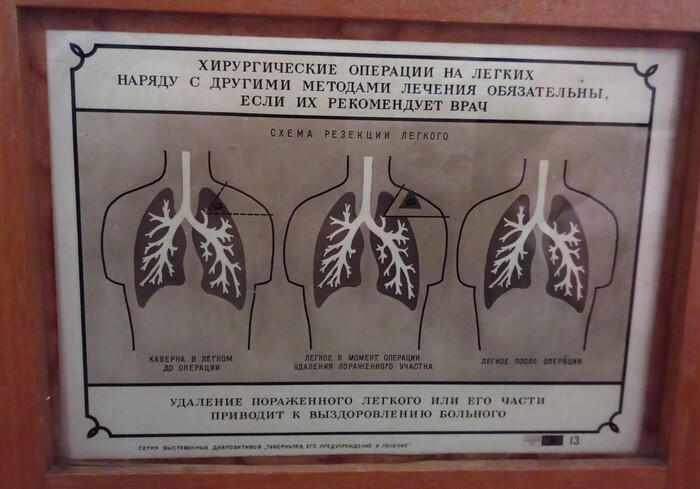 ХИРУРГИЧЕСКИЕ ОПЕРАЦИИ НА ЛЕГКИХ
НАРЯДУ С ДРУГИМИ МЕТОДАМИ ЛЕЧЕНИЯ ОБЯЗАТЕЛЬНЫ,
ЕСЛИ ИХ РЕКОМЕНДУЕТ ВРАЧ
СХЕМА РЕЗЕКЦИИ ЛЕГКОГО
КАВЕРНА В ЛЕГКОМ
ДО ОПЕРАЦИИ
ЛЕГКОЕ В МОМЕНТ ОПЕРАЦИИ
УДАЛЕНИЯ ПОРАЖЕННОГО УЧАСТКА
ЛЕГКОЕ ПОСЛЕ ОПЕРАЦИИ
УДАЛЕНИЕ ПОРАЖЕННОГО ЛЕГКОГО ИЛИ ЕГО ЧАСТИ
ПРИВОДИТ К ВЫЗДОРОВЛЕНИЮ БОЛЬНОГО
СЕРИЯ ВЫСТАВОЧНЫХ ДИАПОЗИТИВОВ „ТУБЕРКУЛЕЗ, ЕГО ПРЕДУПРЕЖДЕНИЕ И ЛЕЧЕНИЕ"
13